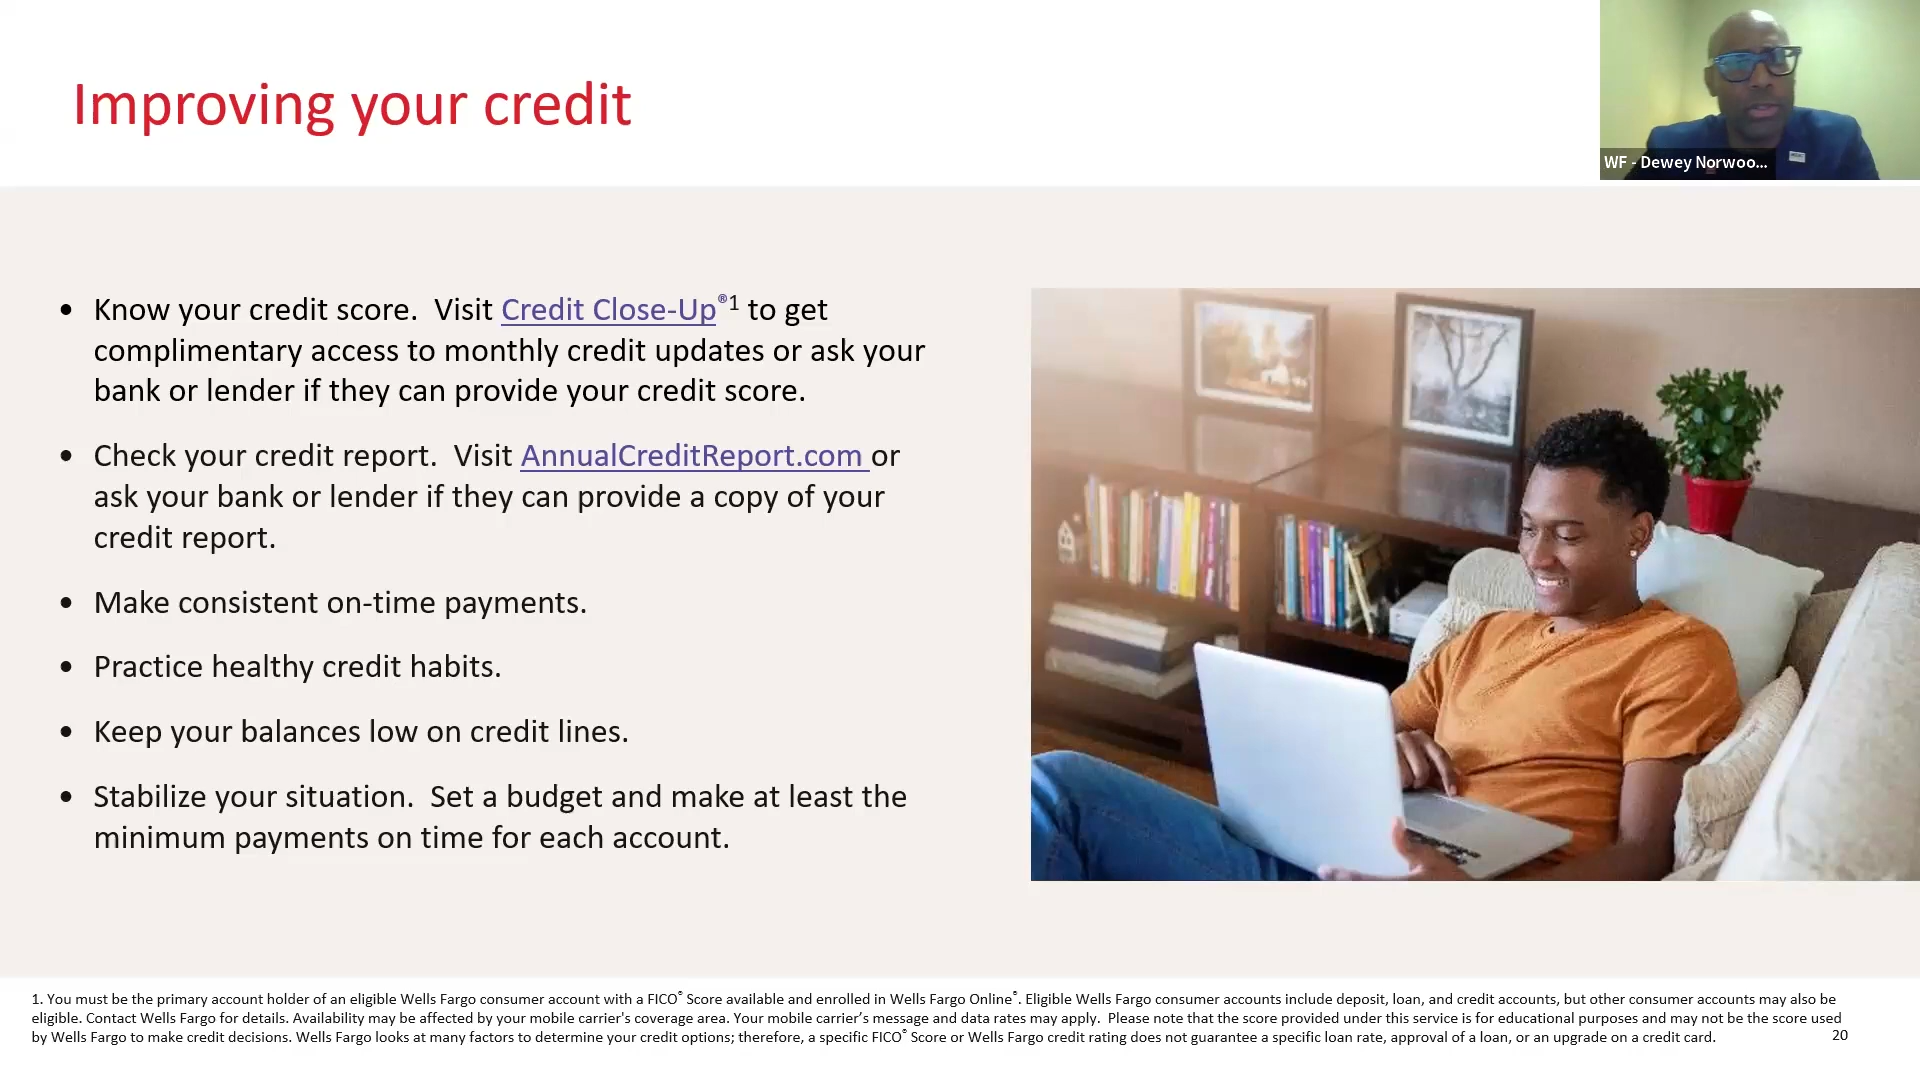 Improving your credit
WF - Dewey Norwoo...
• Know your credit score.  Visit Credit Close-Up®1 to get
complimentary access to monthly credit updates or ask your
bank or lender if they can provide your credit score.
• Check your credit report.  Visit AnnualCreditReport.com or
ask your bank or lender if they can provide a copy of your
credit report.
• Make consistent on-time payments.
• Practice healthy credit habits.
• Keep your balances low on credit lines.
• Stabilize your situation.  Set a budget and make at least the
minimum payments on time for each account.
1. You must be the primary account holder of an eligible Wells Fargo consumer account with a FICO® Score available and enrolled in Wells Fargo Online®. Eligible Wells Fargo consumer accounts include deposit, loan, and credit accounts, but other consumer accounts may also be
eligible. Contact Wells Fargo for details. Availability may be affected by your mobile carrier's coverage area. Your mobile carrier’s message and data rates may apply.  Please note that the score provided under this service is for educational purposes and may not be the score used
by Wells Fargo to make credit decisions. Wells Fargo looks at many factors to determine your credit options; therefore, a specific FICO® Score or Wells Fargo credit rating does not guarantee a specific loan rate, approval of a loan, or an upgrade on a credit card.
20